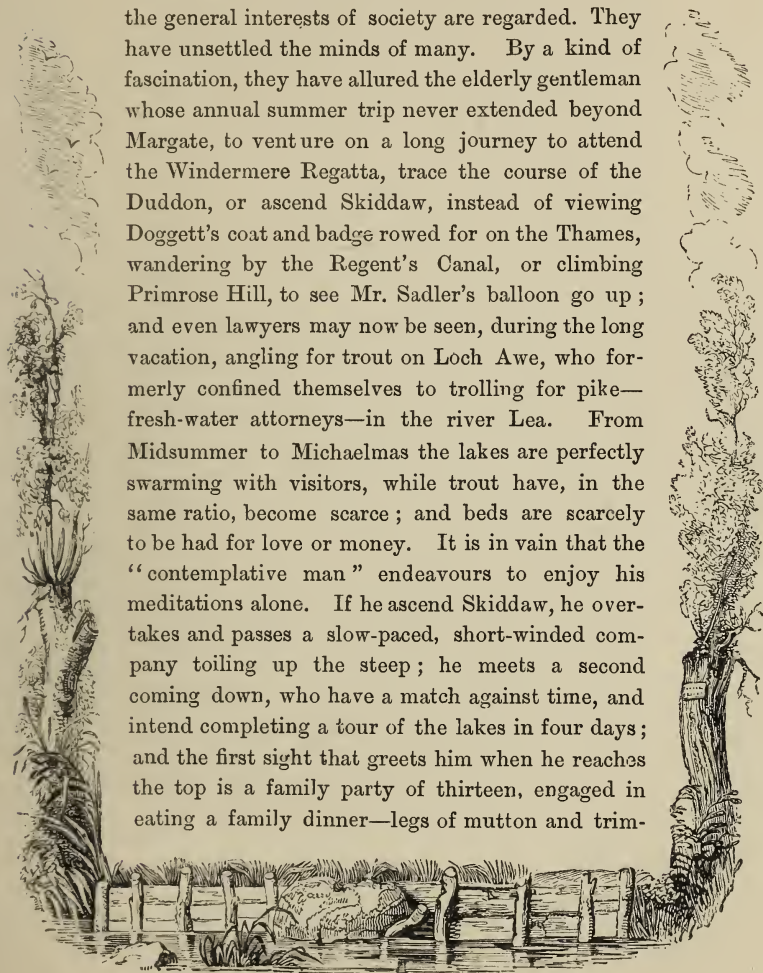 the general interests of society are regarded. They
have unsettled the minds of many. By a kind of
fascination, they have allured the elderly gentleman
whose annual summer trip never extended beyond
Margate, to venture on a long journey to attend
the Windermere Regatta, trace the course of the
Duddon, or ascend Skiddaw, instead of viewing
Doggett's coat and badge rowed for on the Thames,
wandering by the Regent's Canal, or climbing
Primrose Hill, to see Mr. Sadler's balloon go up ;
and even lawyers may now be seen, during the long
vacation, angling for trout on Loch Awe, who for-
merly confined themselves to trolling for pike—
fresh-water attorneys—in the river Lea. From
Midsummer to Michaelmas the lakes are perfectly
swarming with visitors, while trout have, in the
same ratio, become scarce ; and beds are scarcely
to be had for love or money. It is in vain that the
“contemplative man” endeavours to enjoy his
meditations alone. If he ascend Skiddaw, he over-
takes and passes a slow-paced, short-winded com-
pany toiling up the steep ; he meets a second
coming down, who have a match against time, and
intend completing a tour of the lakes in four days ;
and the first sight that greets him when he reaches
the top is a family party of thirteen, engaged in
eating a family dinner—legs of mutton and trim-